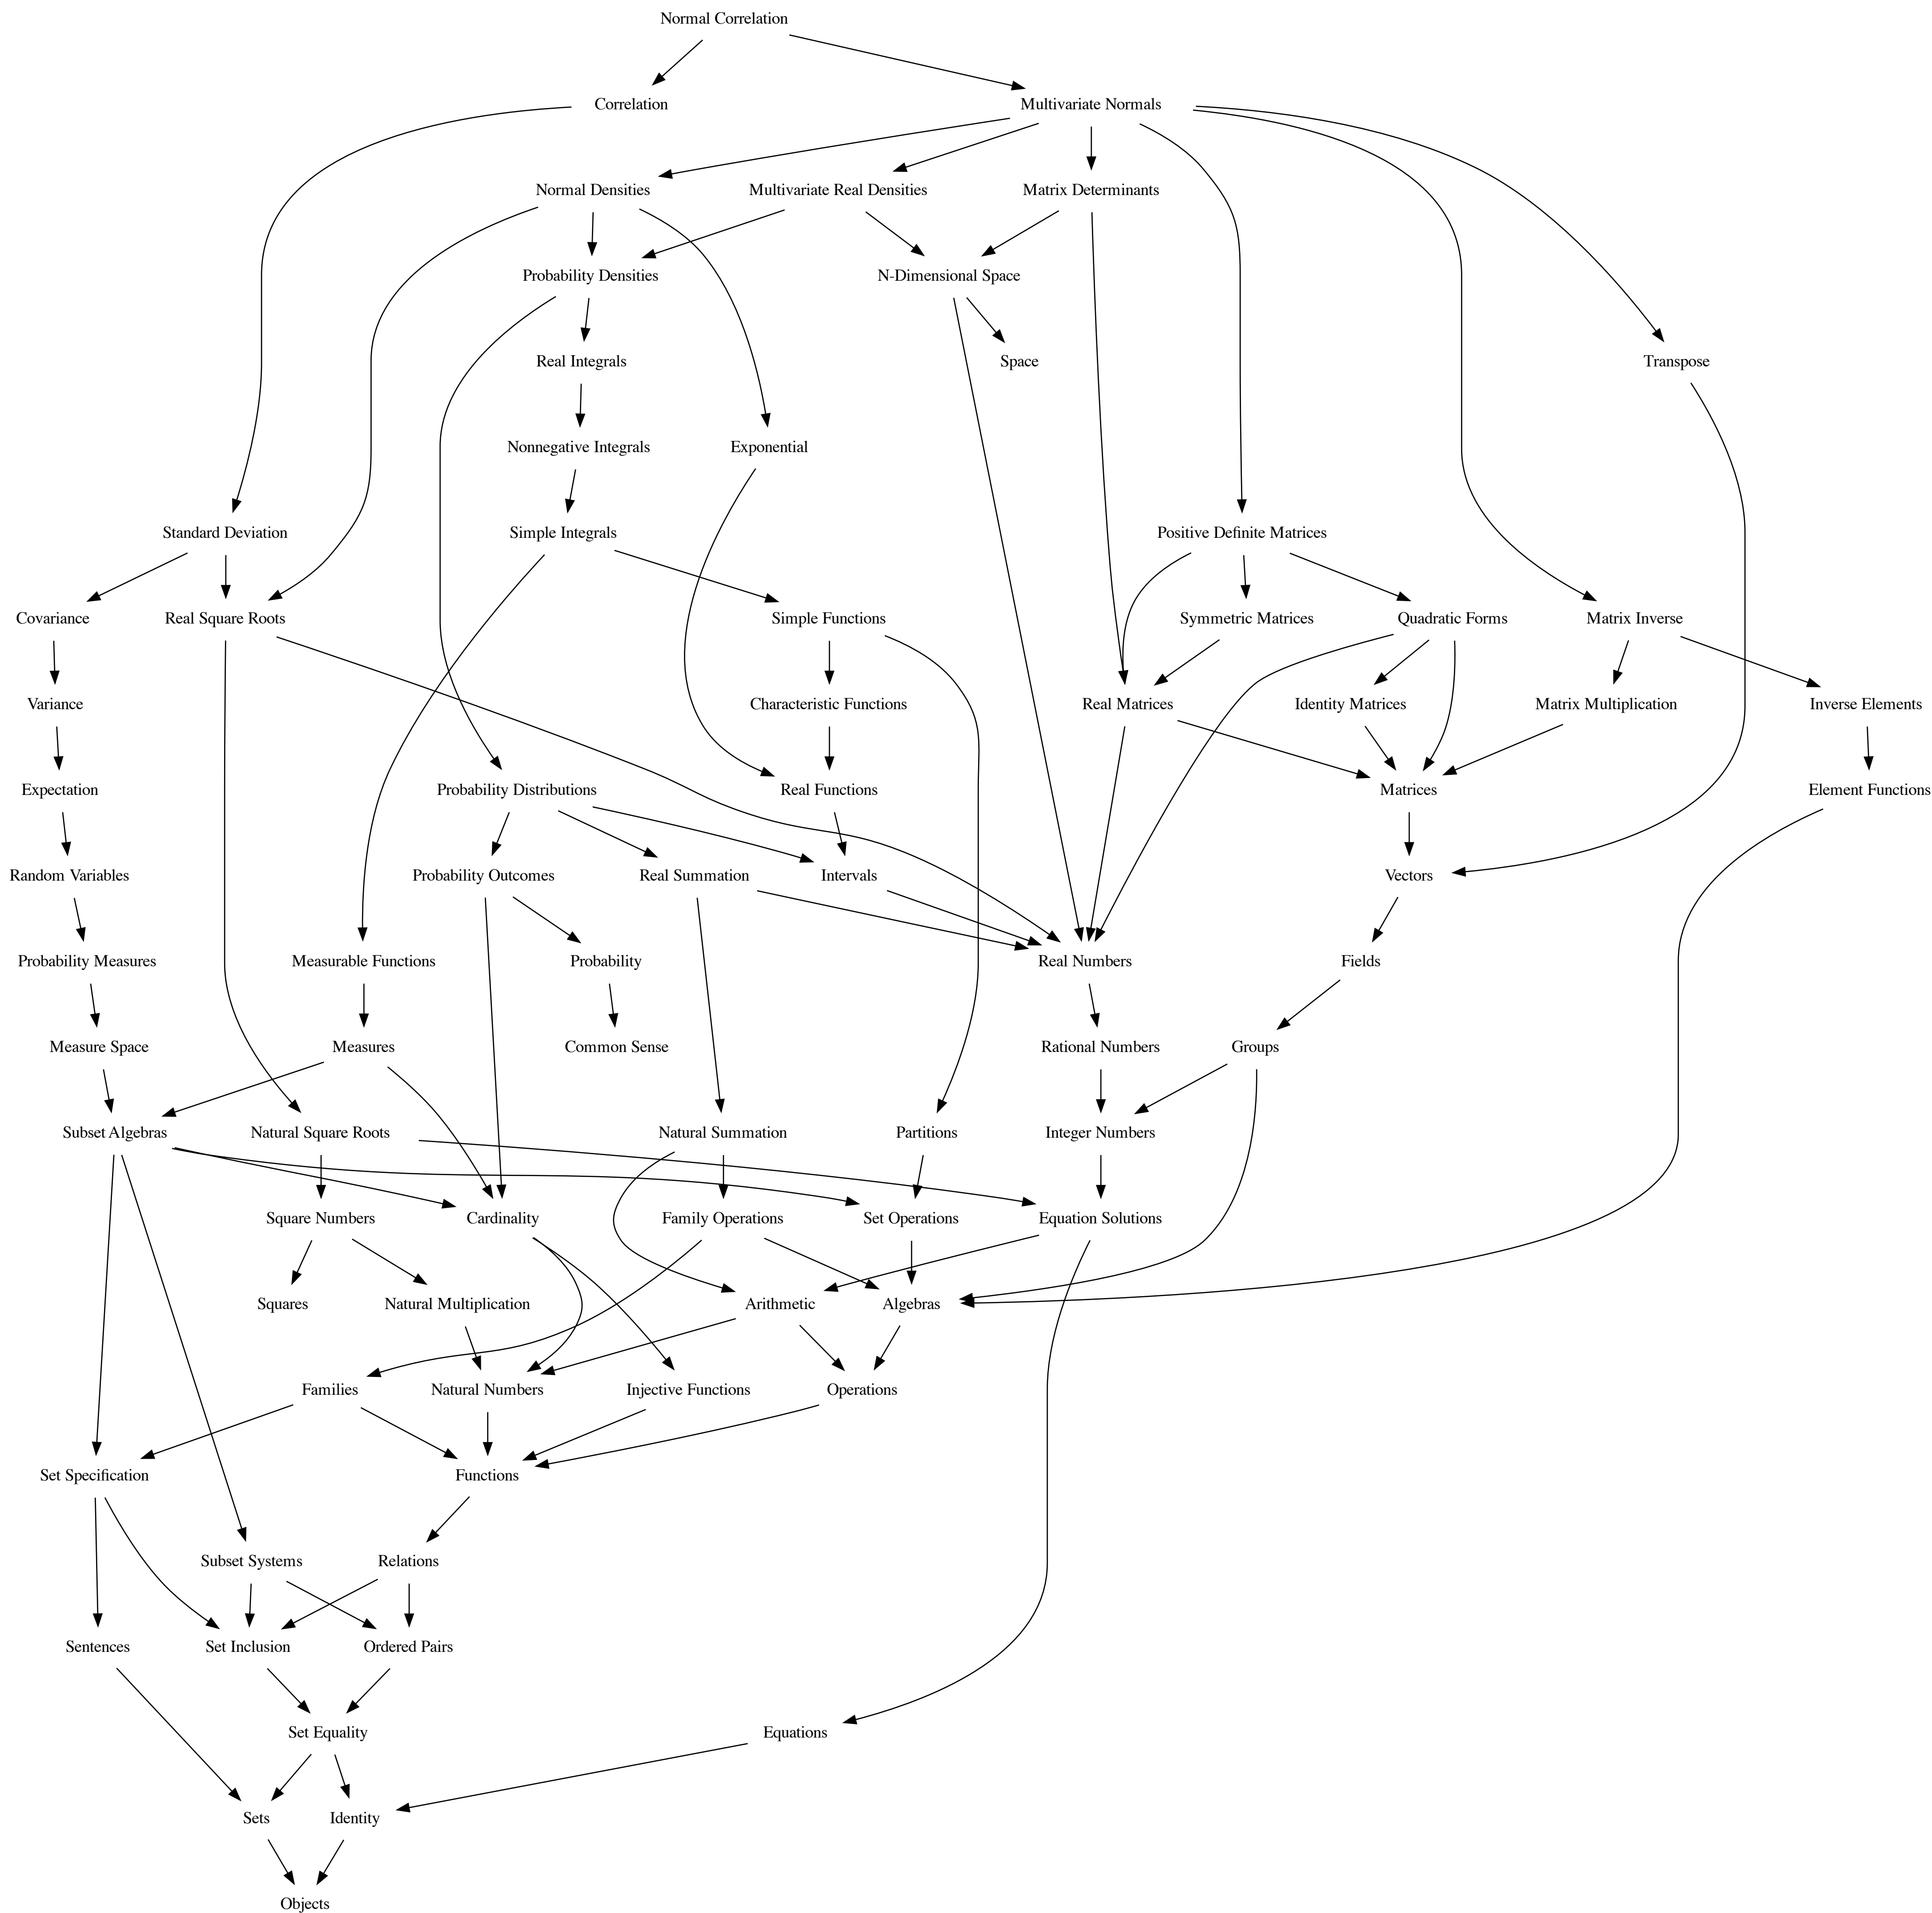 Normal Correlation
Correlation
Multivariate Normals
Normal Densities
Multivariate Real Densities
Matrix Determinants
Probability Densities
N-Dimensional Space
Real Integrals
Space
Transpose
Nonnegative Integrals
Exponential
Standard Deviation
Simple Integrals
Positive Definite Matrices
Covariance
Real Square Roots
Simple Functions
Symmetric Matrices
Quadratic Forms
Matrix Inverse
Variance
Characteristic Functions
Real Matrices
Identity Matrices
Matrix Multiplication
Inverse Elements
Expectation
Probability Distributions
Real Functions
Matrices
Element Functions
Random Variables
Probability Outcomes
Real Summation
Intervals
Vectors
Probability Measures
Measurable Functions
Probability
Real Numbers
Fields
Measure Space
Measures
Common Sense
Rational Numbers
Groups
Subset Algebras
Natural Square Roots
Natural Summation
Partitions
Integer Numbers
Square Numbers
Cardinality
Family Operations
Set Operations
Equation Solutions
Squares
Natural Multiplication
Arithmetic
Algebras
Families
Natural Numbers
Injective Functions
Operations
Set Specification
Functions
Subset Systems
Relations
Sentences
Set Inclusion
Ordered Pairs
Set Equality
Equations
Sets
Identity
Objects